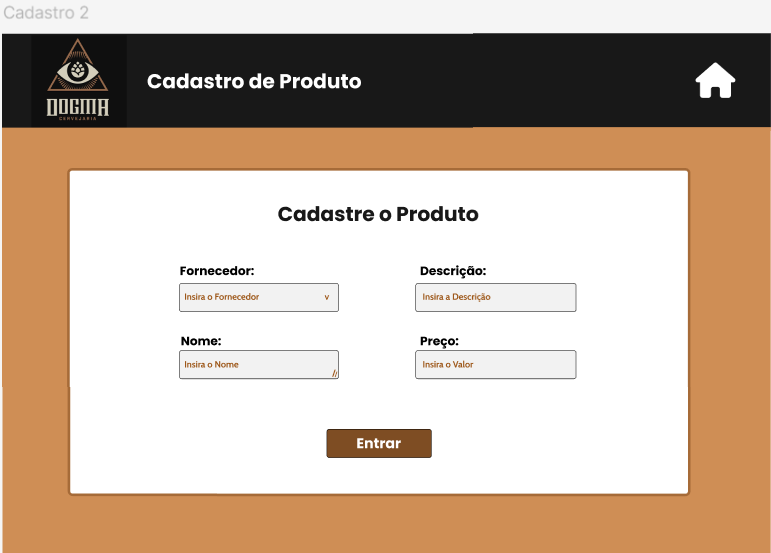 Cadastro 2
DOGMA
CERVEJARIA
Cadastro de Produto
Cadastre o Produto
Fornecedor:
Descrição:
Insira o Fornecedor v
Insira a Descrição
Nome:
Preço:
Insira o Nome //
Insira o Valor
Entrar